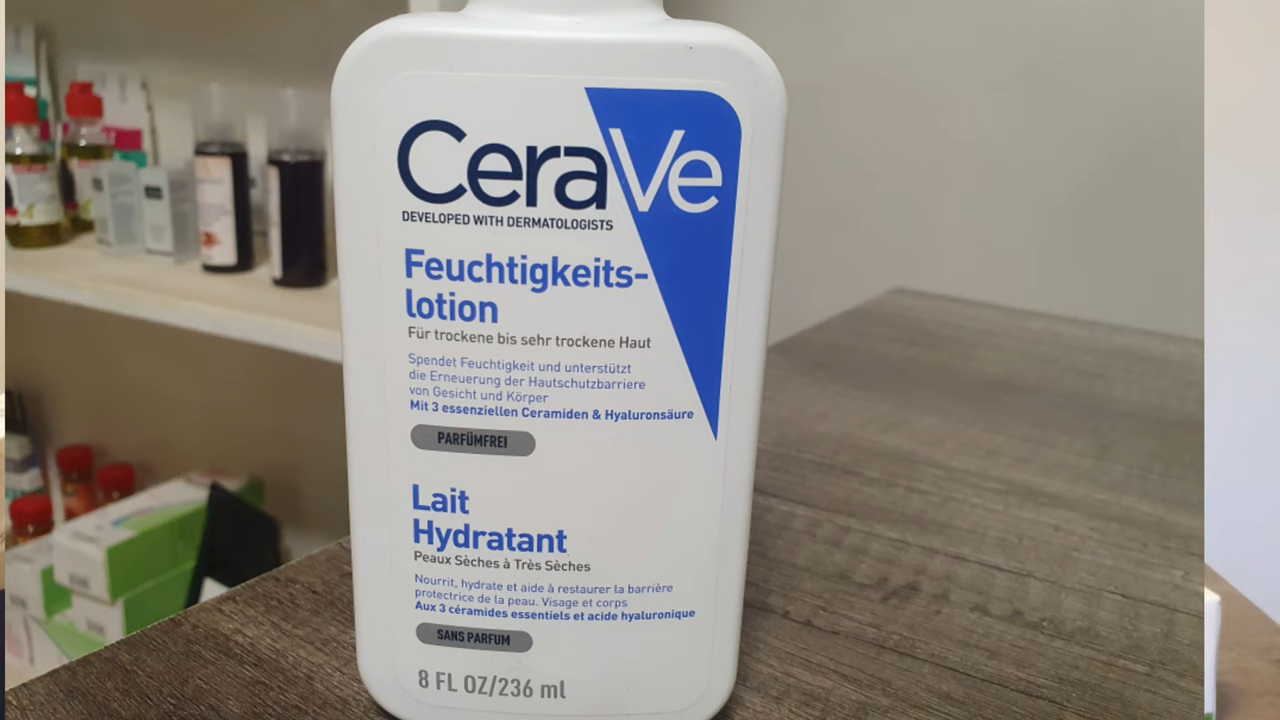 CeraVe
DEVELOPED WITH DERMATOLOGISTS
Feuchtigkeits-
lotion
Für trockene bis sehr trockene Haut
Spendet Feuchtigkeit und unterstützt
die Erneuerung der Hautschutzbarriere
von Gesicht und Körper
Mit 3 essenziellen Ceramiden & Hyaluronsäure
PARFÜMFREI
Lait
Hydratant
Peaux Sèches à Très Sèches
Nourrit, hydrate et aide à restaurer la barrière
protectrice de la peau. Visage et corps
Aux 3 céramides essentiels et acide hyaluronique
SANS PARFUM
8 FL OZ/236 ml